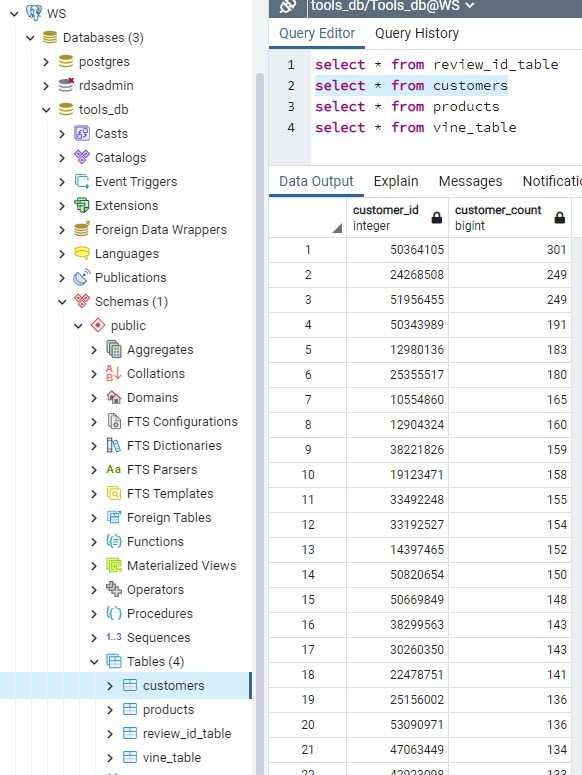 WS
Databases (3)
postgres
rdsadmin
tools_db
Casts
Catalogs
Event Triggers
Extensions
Foreign Data Wrappers
Languages
Publications
Schemas (1)
public
Aggregates
Collations
Domains
FTS Configurations
FTS Dictionaries
Aa FTS Parsers
FTS Templates
Foreign Tables
Functions
Materialized Views
Operators
Procedures
1..3 Sequences
Tables (4)
customers
products
review_id_table
vine_table
tools_db/Tools_db@WS
Query Editor Query History
1 select * from review_id_table
2 select * from customers
3 select * from products
4 select * from vine_table
Data Output Explain Messages Notificatio
customer_id integer customer_count bigint
1 50364105 301
2 24268508 249
3 51956455 249
4 50343989 191
5 12980136 183
6 25355517 180
7 10554860 165
8 12904324 160
9 38221826 159
10 19123471 158
11 33492248 155
12 33192527 154
13 14397465 152
14 50820654 150
15 50669849 148
16 38299563 143
17 30260350 143
18 22478751 141
19 25156002 136
20 53090971 136
21 47063449 134